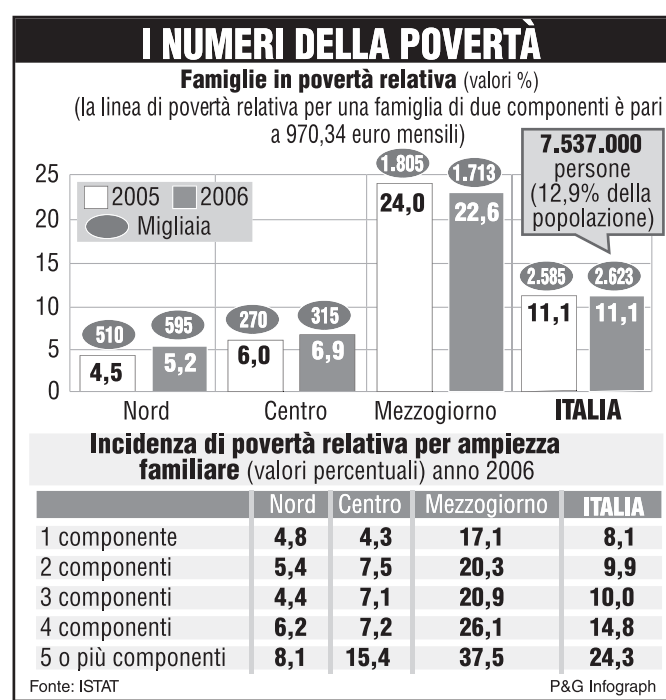 I NUMERI DELLA POVERTÀ
Famiglie in povertà relativa (valori %)
(la linea di povertà relativa per una famiglia di due componenti è pari
a 970,34 euro mensili)
7.537.000
persone
(12,9% della
popolazione)
25
20
15
10
5
0
2005 2006
Migliaia
510 595 270 315 1.805 1.713 2.585 2.623
4,5 5,2 6,0 6,9 24,0 22,6 11,1 11,1
Nord Centro Mezzogiorno ITALIA
Incidenza di povertà relativa per ampiezza
familiare (valori percentuali) anno 2006
Nord Centro Mezzogiorno ITALIA
1 componente 4,8 4,3 17,1 8,1
2 componenti 5,4 7,5 20,3 9,9
3 componenti 4,4 7,1 20,9 10,0
4 componenti 6,2 7,2 26,1 14,8
5 o più componenti 8,1 15,4 37,5 24,3
Fonte: ISTAT P&G Infograph